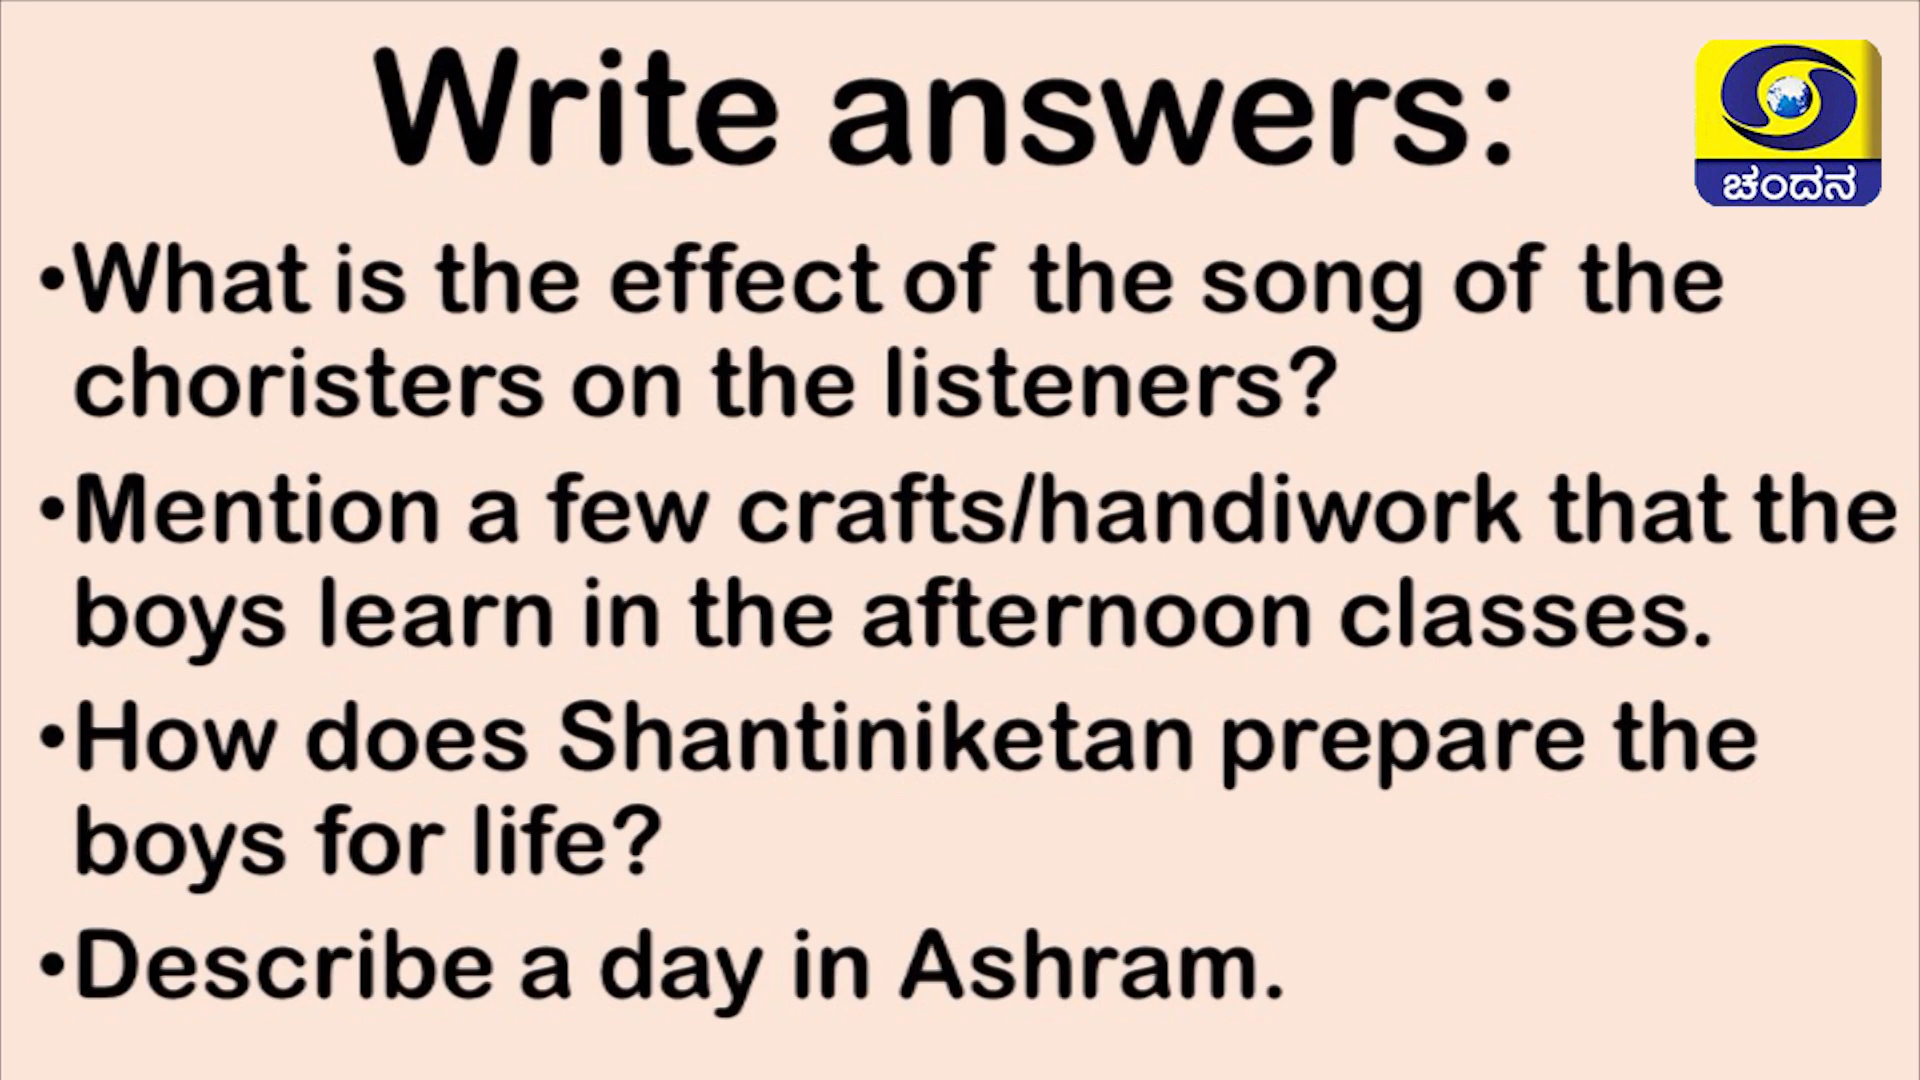 Write answers:
ಚಂದನ
•What is the effect of the song of the
choristers on the listeners?
•Mention a few crafts/handiwork that the
boys learn in the afternoon classes.
•How does Shantiniketan prepare the
boys for life?
•Describe a day in Ashram.